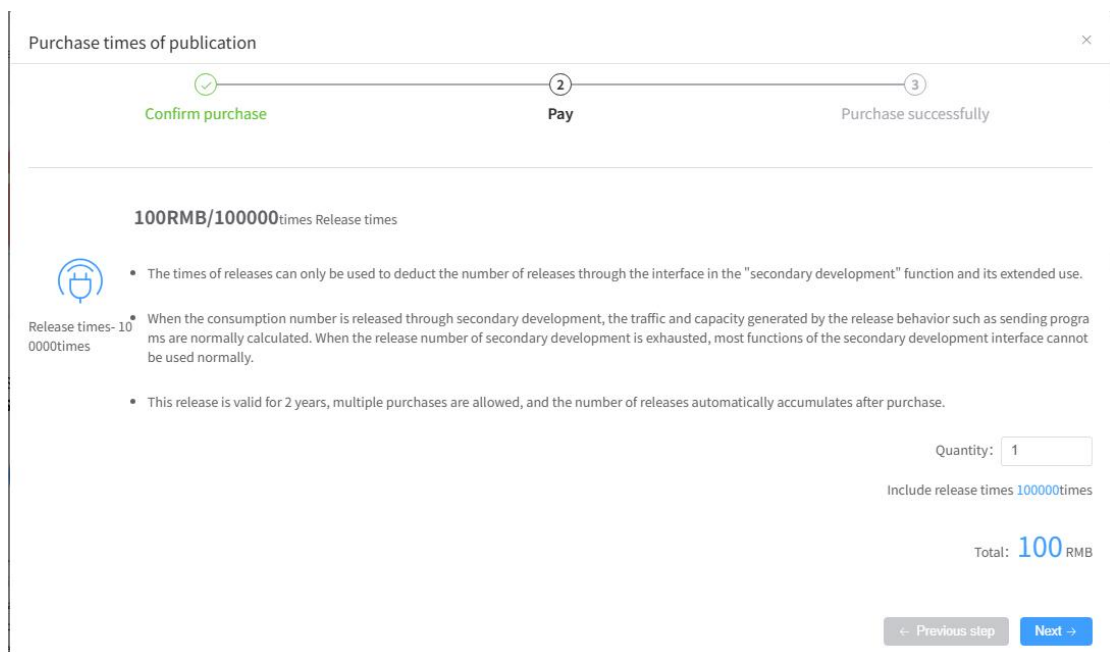 Purchase times of publication
2
3
Confirm purchase
Pay
Purchase successfully
100RMB/100000times Release times
The times of releases can only be used to deduct the number of releases through the interface in the "secondary development" function and its extended use.
Release times- 10
0000times
When the consumption number is released through secondary development, the traffic and capacity generated by the release behavior such as sending progra
ms are normally calculated. When the release number of secondary development is exhausted, most functions of the secondary development interface cannot
be used normally.
This release is valid for 2 years, multiple purchases are allowed, and the number of releases automatically accumulates after purchase.
Quantity: 1
Include release times 100000times
Total: 100 RMB
← Previous step
Next →